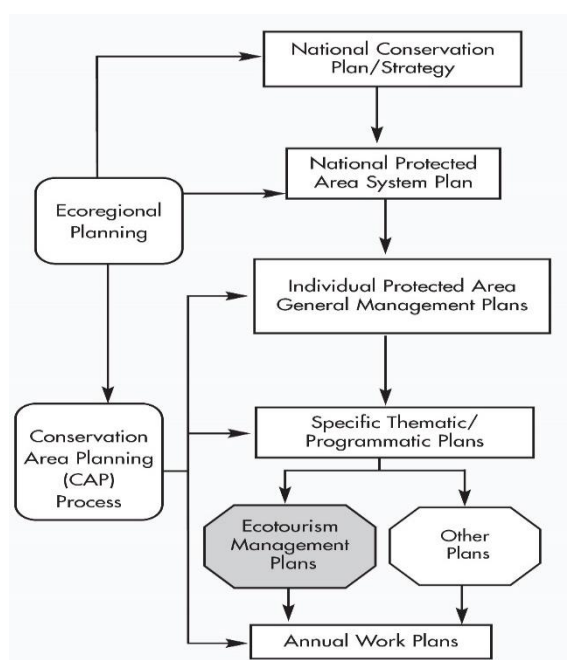 National Conservation
Plan/Strategy
National Protected
Area System Plan
Ecoregional
Planning
Individual Protected Area
General Management Plans
Conservation
Area Planning
(CAP)
Process
Specific Thematic/
Programmatic Plans
Ecotourism
Management
Plans
Other
Plans
Annual Work Plans